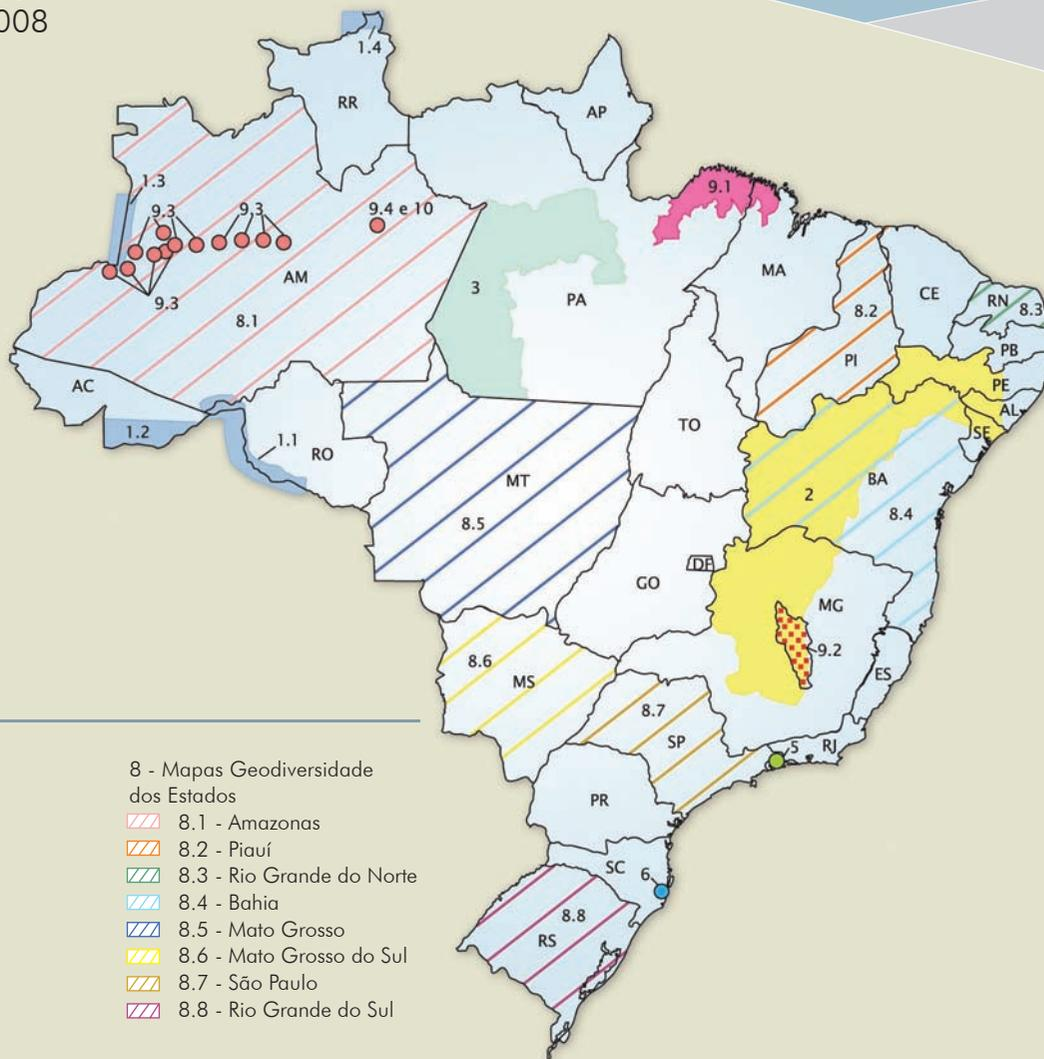 008
1.4
RR
AP
1.3
9.3
9.3
9.4 e 10
9.1
9.3
AM
8.1
3
PA
MA
8.2
CE
RN
8.3
PI
PB
PE
AL
SE
AC
1.2
1.1
RO
TO
MT
8.5
2
BA
8.4
GO
DF
MG
9.2
ES
8.6
MS
8.7
SP
5
RJ
PR
SC
6
8.8
RS
8 - Mapas Geodiversidade
dos Estados
8.1 - Amazonas
8.2 - Piauí
8.3 - Rio Grande do Norte
8.4 - Bahia
8.5 - Mato Grosso
8.6 - Mato Grosso do Sul
8.7 - São Paulo
8.8 - Rio Grande do Sul